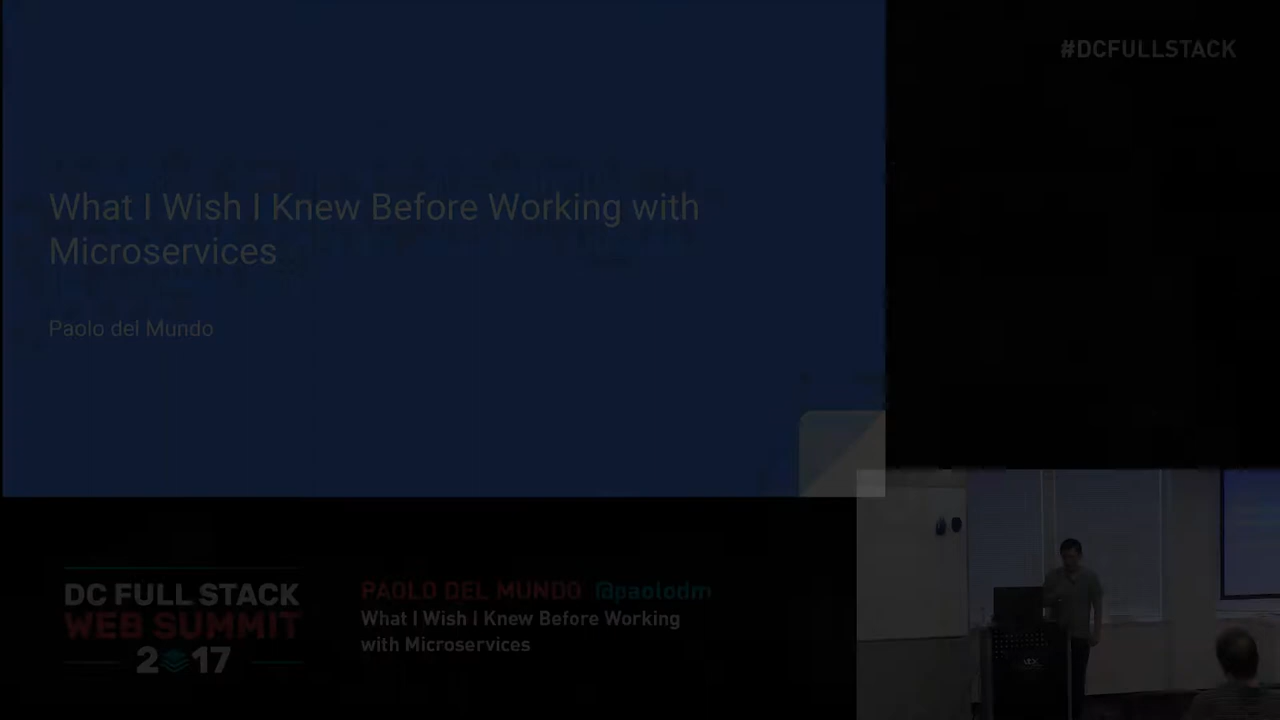 #DCFULLSTACK
What I Wish I Knew Before Working with
Microservices
Paolo del Mundo
DC FULL STACK
WEB SUMMIT
2017
PAOLO DEL MUNDO @paolodm
What I Wish I Knew Before Working
with Microservices